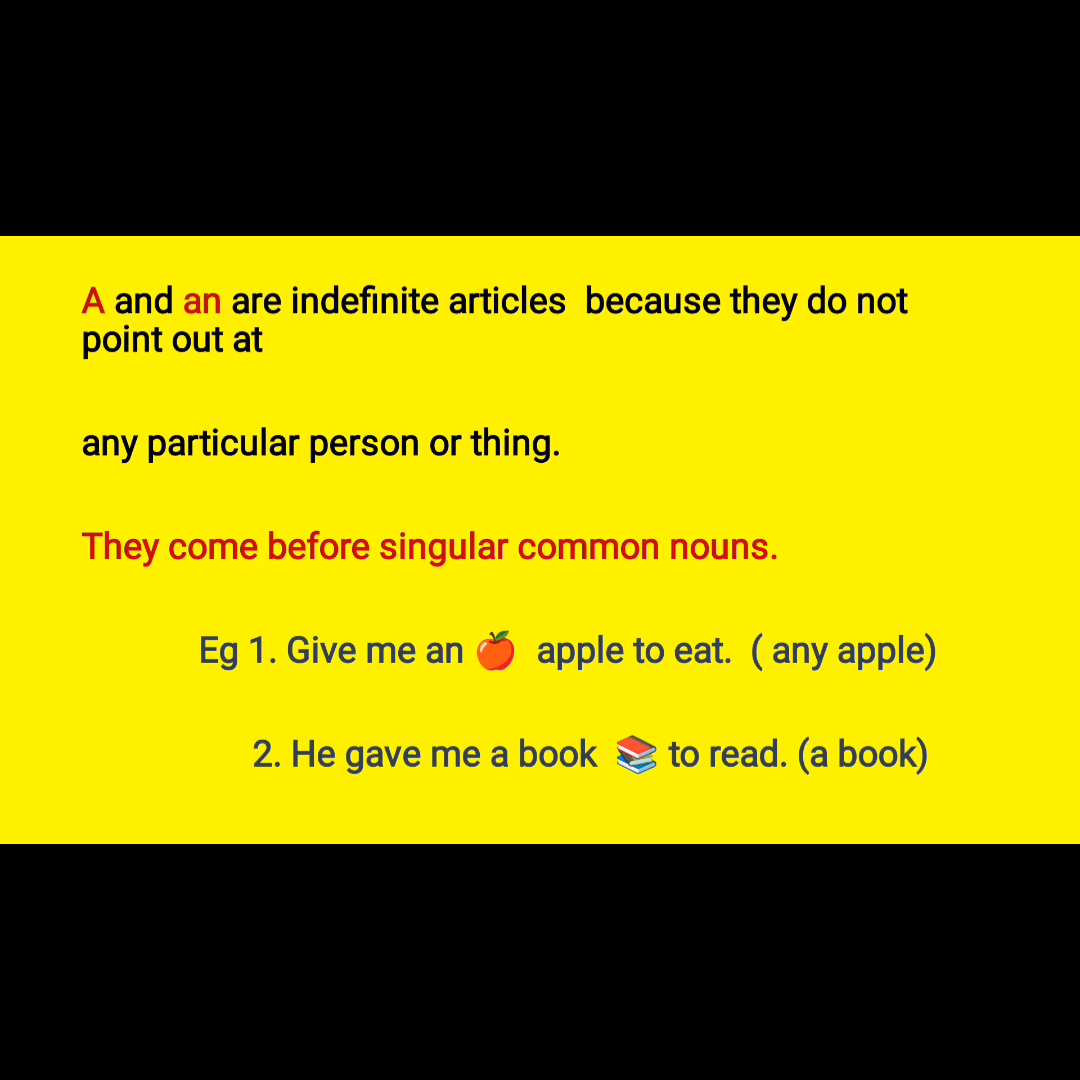 A and an are indefinite articles  because they do not
point out at
any particular person or thing.
They come before singular common nouns.
Eg 1. Give me an 🍎  apple to eat.  ( any apple)
2. He gave me a book  📚 to read. (a book)